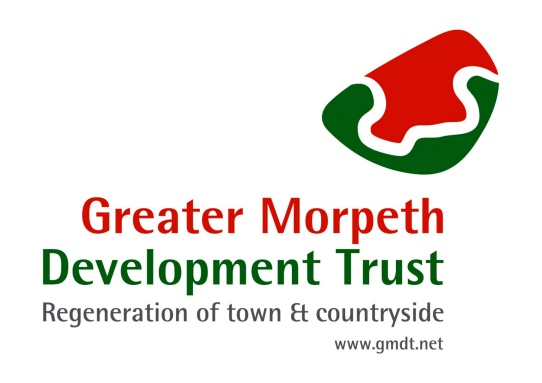 Greater Morpeth
Development Trust
Regeneration of town & countryside
www.gmdt.net